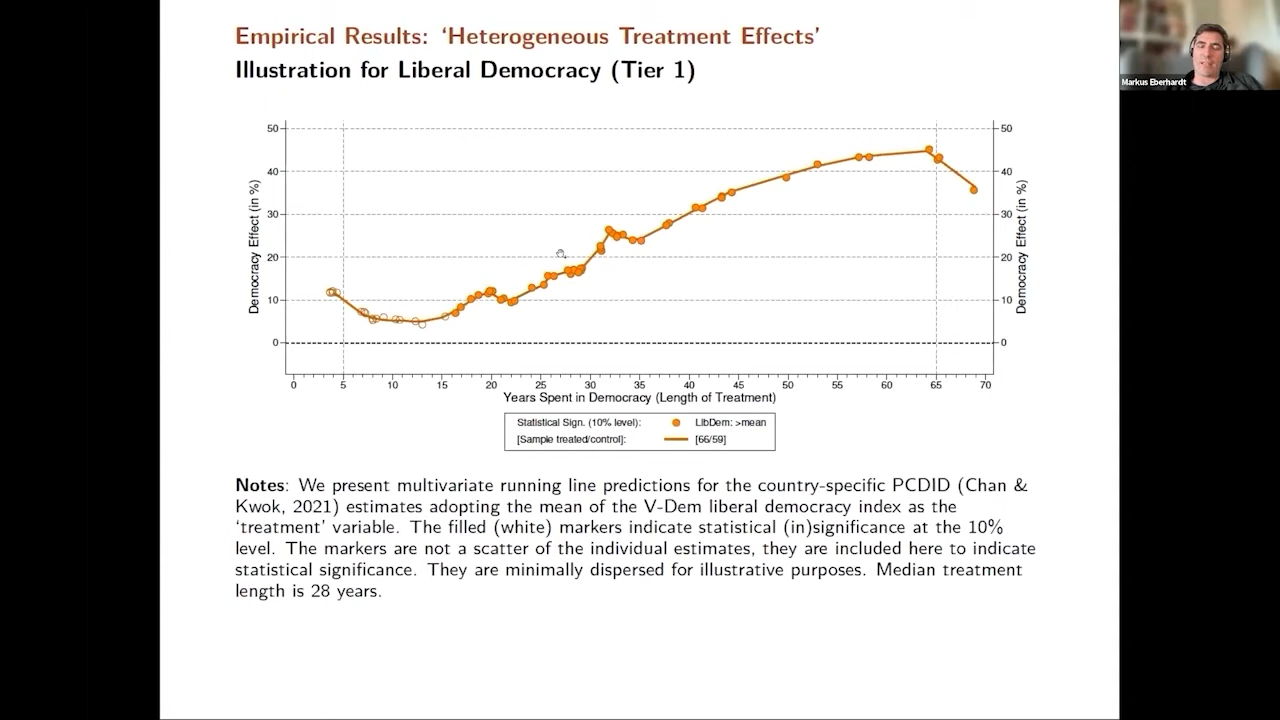 Empirical Results: ‘Heterogeneous Treatment Effects’
Illustration for Liberal Democracy (Tier 1)
Markus Eberhardt
Democracy Effect (in %)
50
40
30
20
10
0
50
40
30
20
10
0
Democracy Effect (in %)
0 5 10 15 20 25 30 35 40 45 50 55 60 65 70
Years Spent in Democracy (Length of Treatment)
Statistical Sign. (10% level): LibDem: >mean
[Sample treated/control]: [66/59]
Notes: We present multivariate running line predictions for the country-specific PCDID (Chan &
Kwok, 2021) estimates adopting the mean of the V-Dem liberal democracy index as the
‘treatment’ variable. The filled (white) markers indicate statistical (in)significance at the 10%
level. The markers are not a scatter of the individual estimates, they are included here to indicate
statistical significance. They are minimally dispersed for illustrative purposes. Median treatment
length is 28 years.